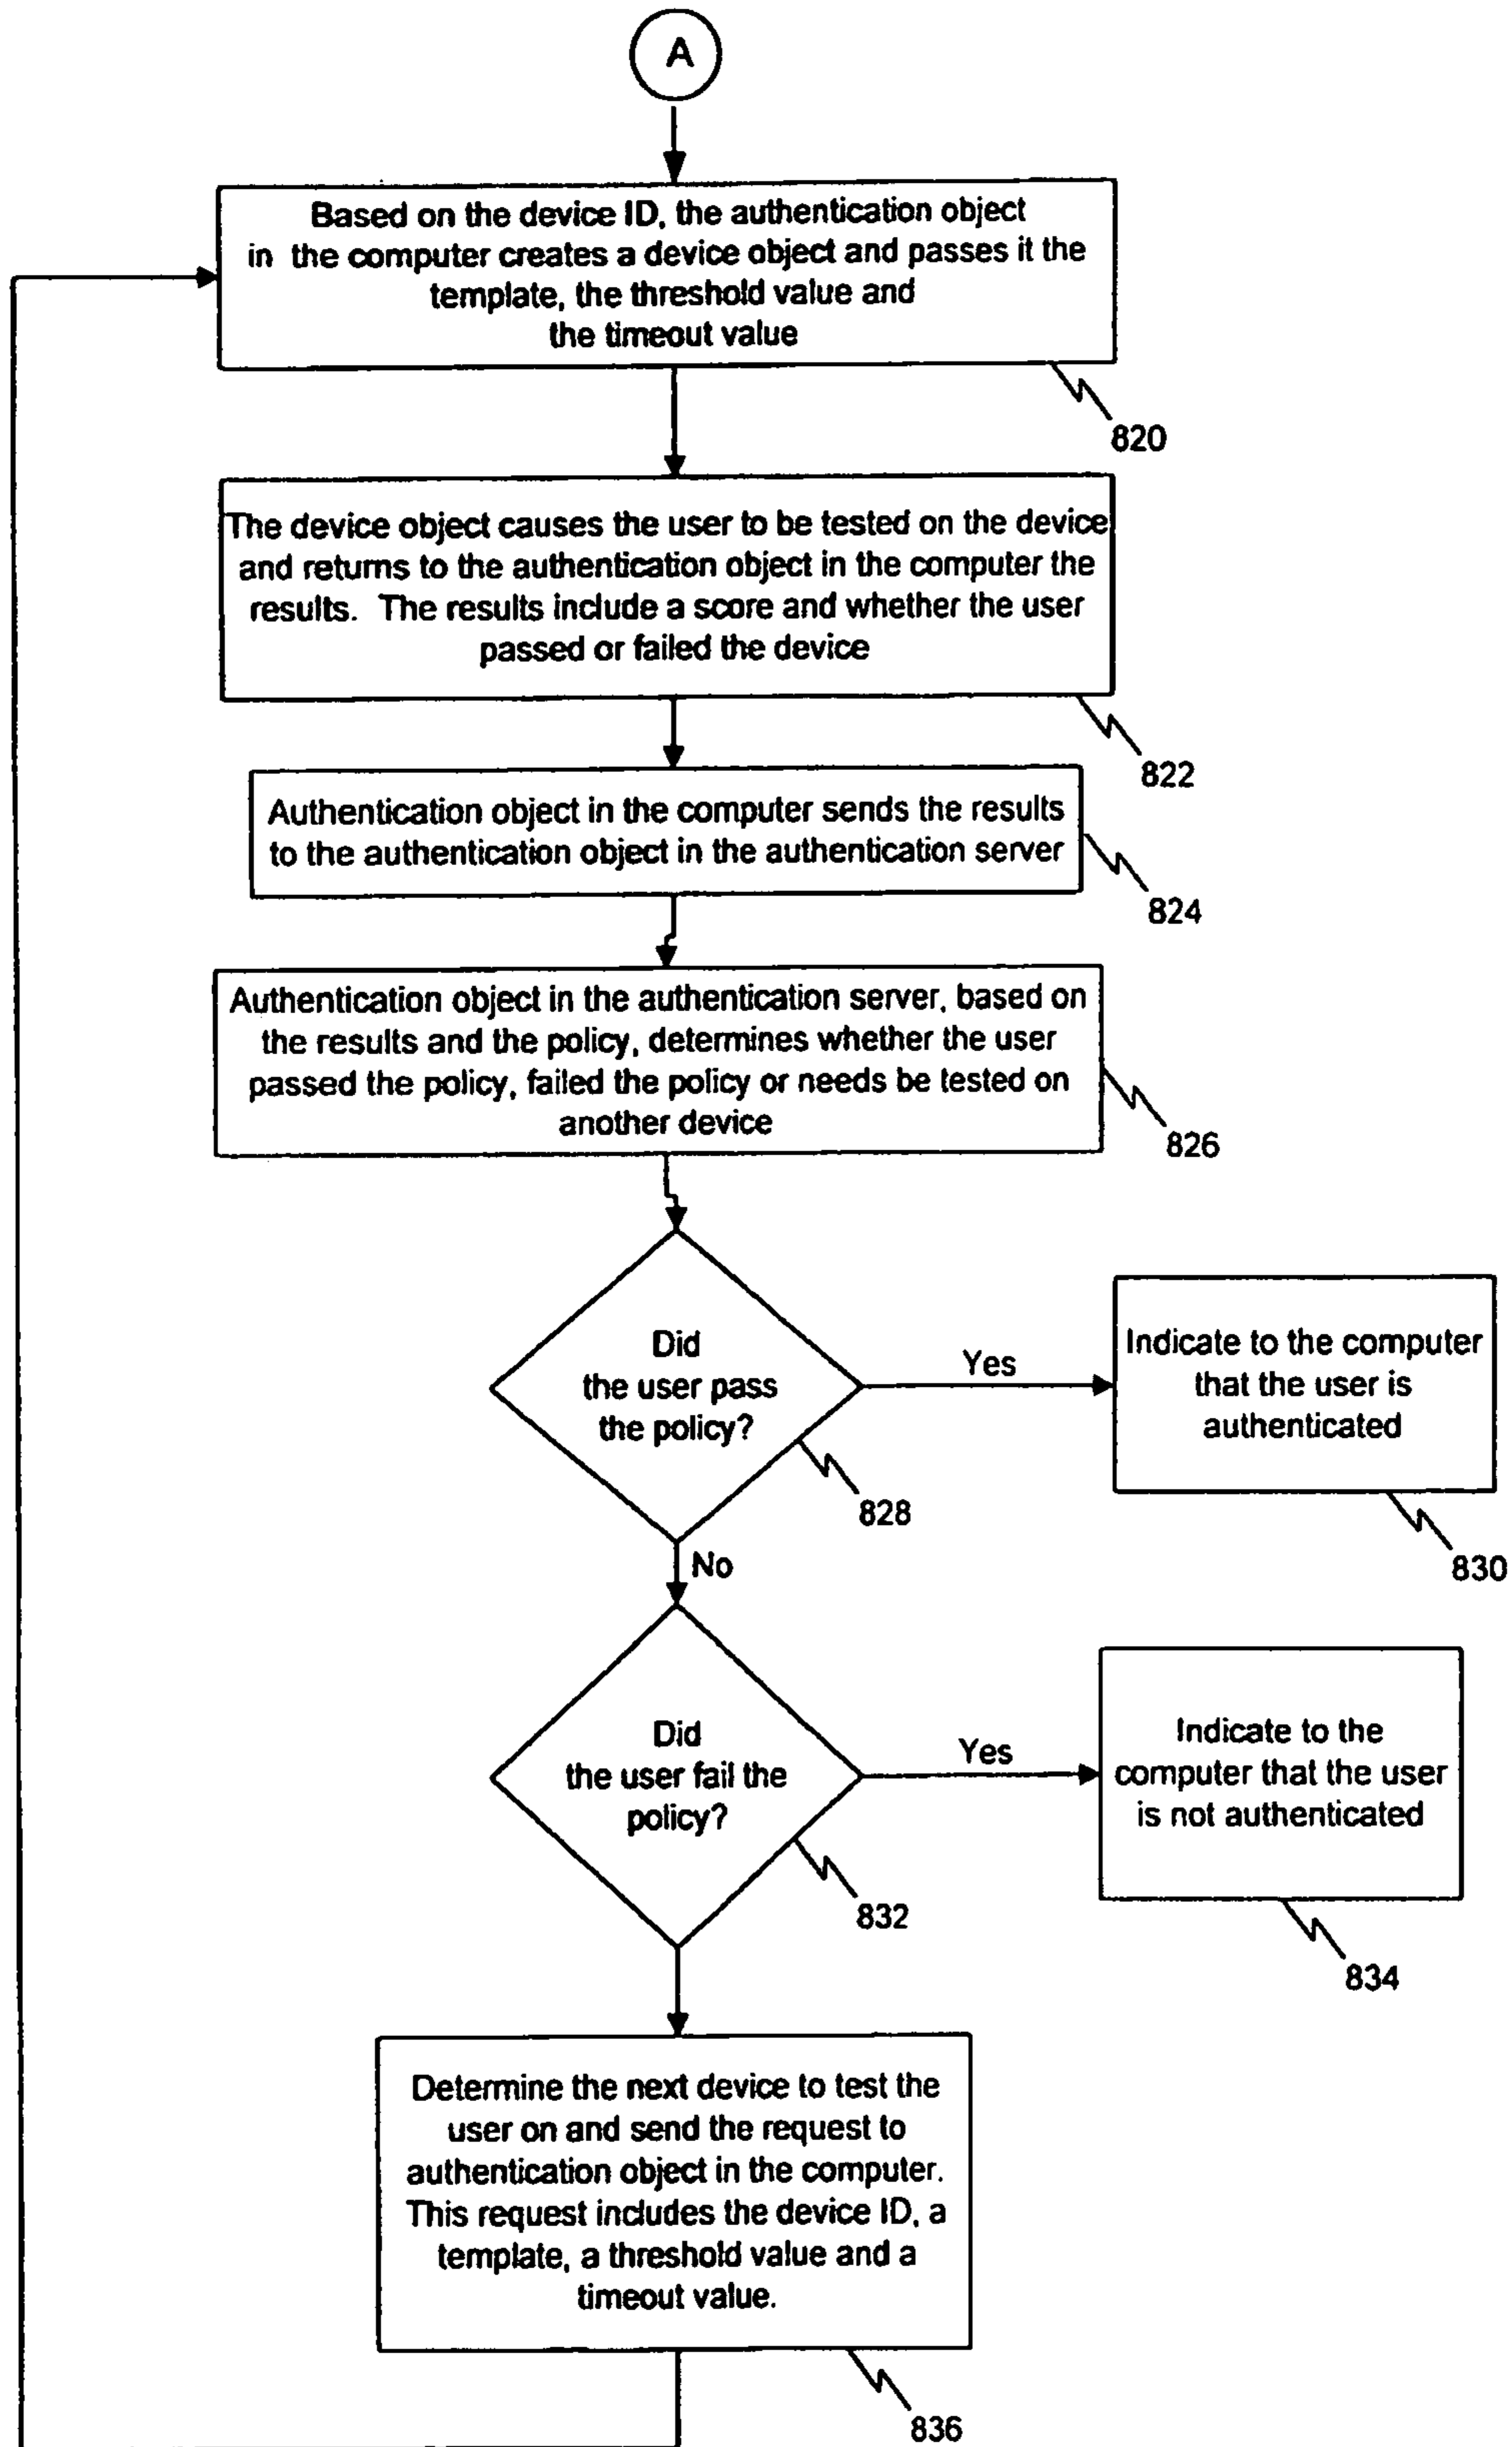 A
Based on the device ID, the authentication object
in the computer creates a device object and passes it the
template, the threshold value and
the timeout value
820
The device object causes the user to be tested on the device
and returns to the authentication object in the computer the
results. The results include a score and whether the user
passed or failed the device
822
Authentication object in the computer sends the results
to the authentication object in the authentication server
824
Authentication object in the authentication server, based on
the results and the policy, determines whether the user
passed the policy, failed the policy or needs be tested on
another device
826
Did
the user pass
the policy?
828
Yes
Indicate to the computer
that the user is
authenticated
830
No
Did
the user fail the
policy?
832
Yes
Indicate to the
computer that the user
is not authenticated
834
Determine the next device to test the
user on and send the request to
authentication object in the computer.
This request includes the device ID, a
template, a threshold value and a
timeout value.
836